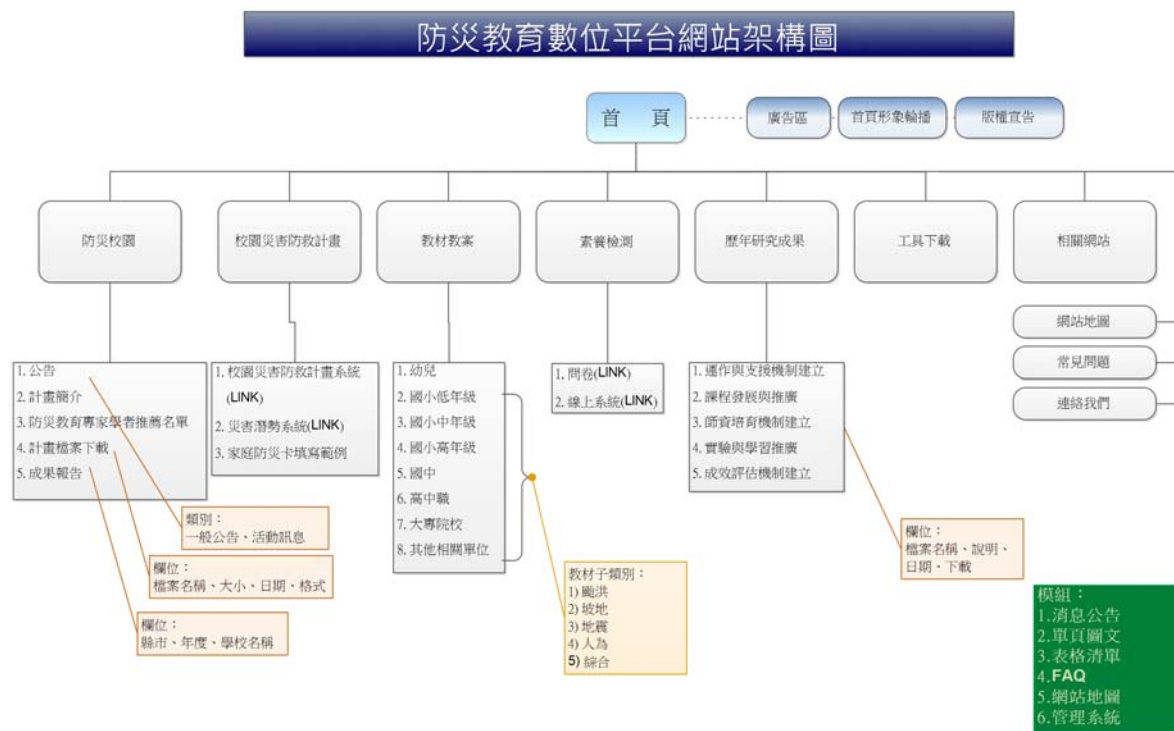 防災教育數位平台網站架構圖
首 頁
廣告區
首頁形象輪播
版權宣告
防災校園
校園災害防救計畫
教材教案
素養檢測
歷年研究成果
工具下載
相關網站
網站地圖
常見問題
連絡我們
1. 公告
2. 計畫簡介
3. 防災教育專家學者推薦名單
4. 計畫檔案下載
5. 成果報告
1. 校園災害防救計畫系統
(LINK)
2. 災害潛勢系統(LINK)
3. 家庭防災卡填寫範例
1. 幼兒
2. 國小低年級
3. 國小中年級
4. 國小高年級
5. 國中
6. 高中職
7. 大專院校
8. 其他相關單位
1. 問卷(LINK)
2. 線上系統(LINK)
1. 運作與支援機制建立
2. 課程發展與推廣
3. 師資培育機制建立
4. 實驗與學習推廣
5. 成效評估機制建立
類別：
一般公告、活動訊息
欄位：
檔案名稱、大小、日期、格式
欄位：
縣市、年度、學校名稱
教材子類別：
1) 颱洪
2) 坡地
3) 地震
4) 人為
5) 綜合
欄位：
檔案名稱、說明、
日期、下載
模組：
1.消息公告
2.單頁圖文
3.表格清單
4.FAQ
5.網站地圖
6.管理系統